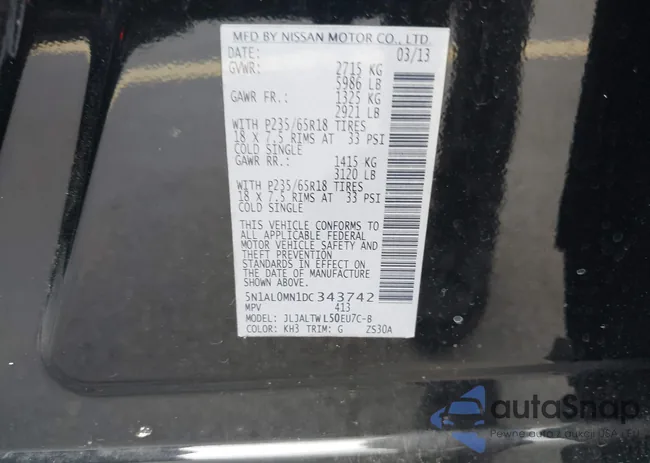 MFD BY NISSAN MOTOR CO., LTD
DATE: 03/13
GVWR: 2715 KG
5986 LB
GAWR FR.: 1325 KG
2921 LB
WITH P235/65R18 TIRES
18 X 7.5 RIMS AT 33 PSI
COLD SINGLE
GAWR RR.: 1415 KG
3120 LB
WITH P235/65R18 TIRES
18 X 7.5 RIMS AT 33 PSI
COLD SINGLE
THIS VEHICLE CONFORMS TO
ALL APPLICABLE FEDERAL
MOTOR VEHICLE SAFETY AND
THEFT PREVENTION
STANDARDS IN EFFECT ON
THE DATE OF MANUFACTURE
SHOWN ABOVE.
5N1AL0MN1DC343742
MPV 413
MODEL: JLJALTWL50EU7C-B
COLOR: KH3 TRIM: G ZS30A
autoSnap
Pewne auto z aukcji USA